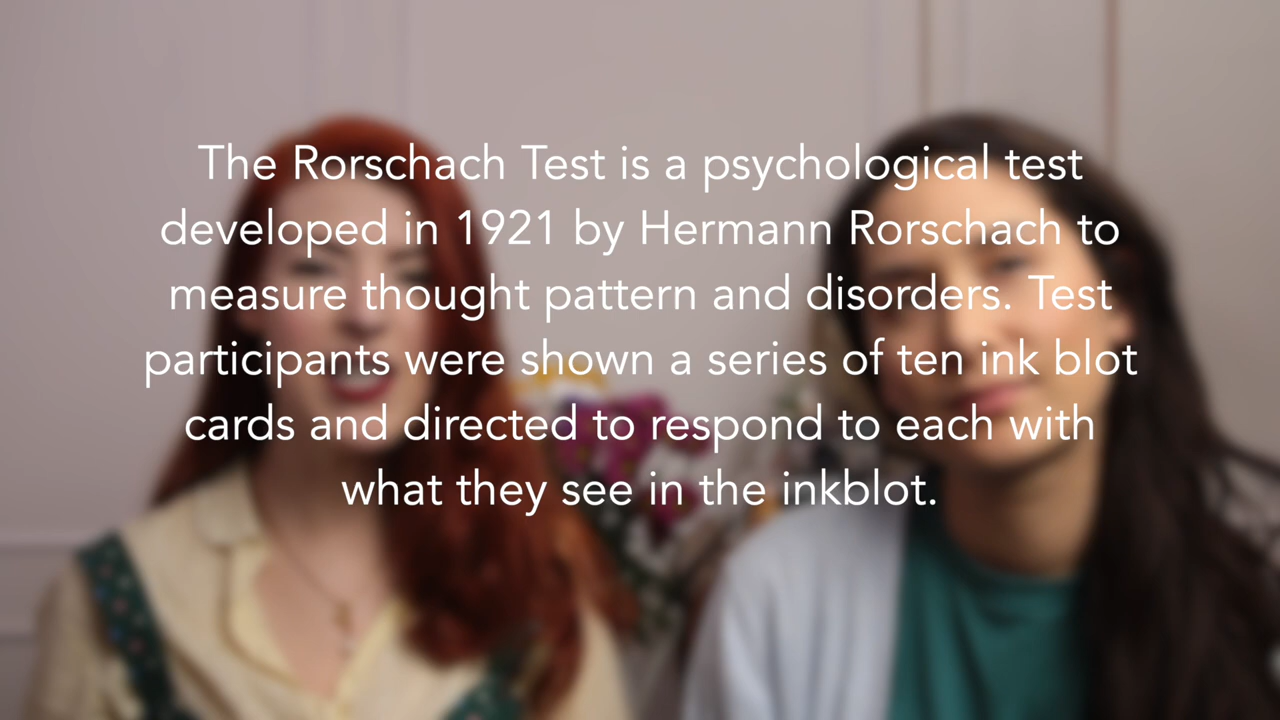 The Rorschach Test is a psychological test
developed in 1921 by Hermann Rorschach to
measure thought pattern and disorders. Test
participants were shown a series of ten ink blot
cards and directed to respond to each with
what they see in the inkblot.